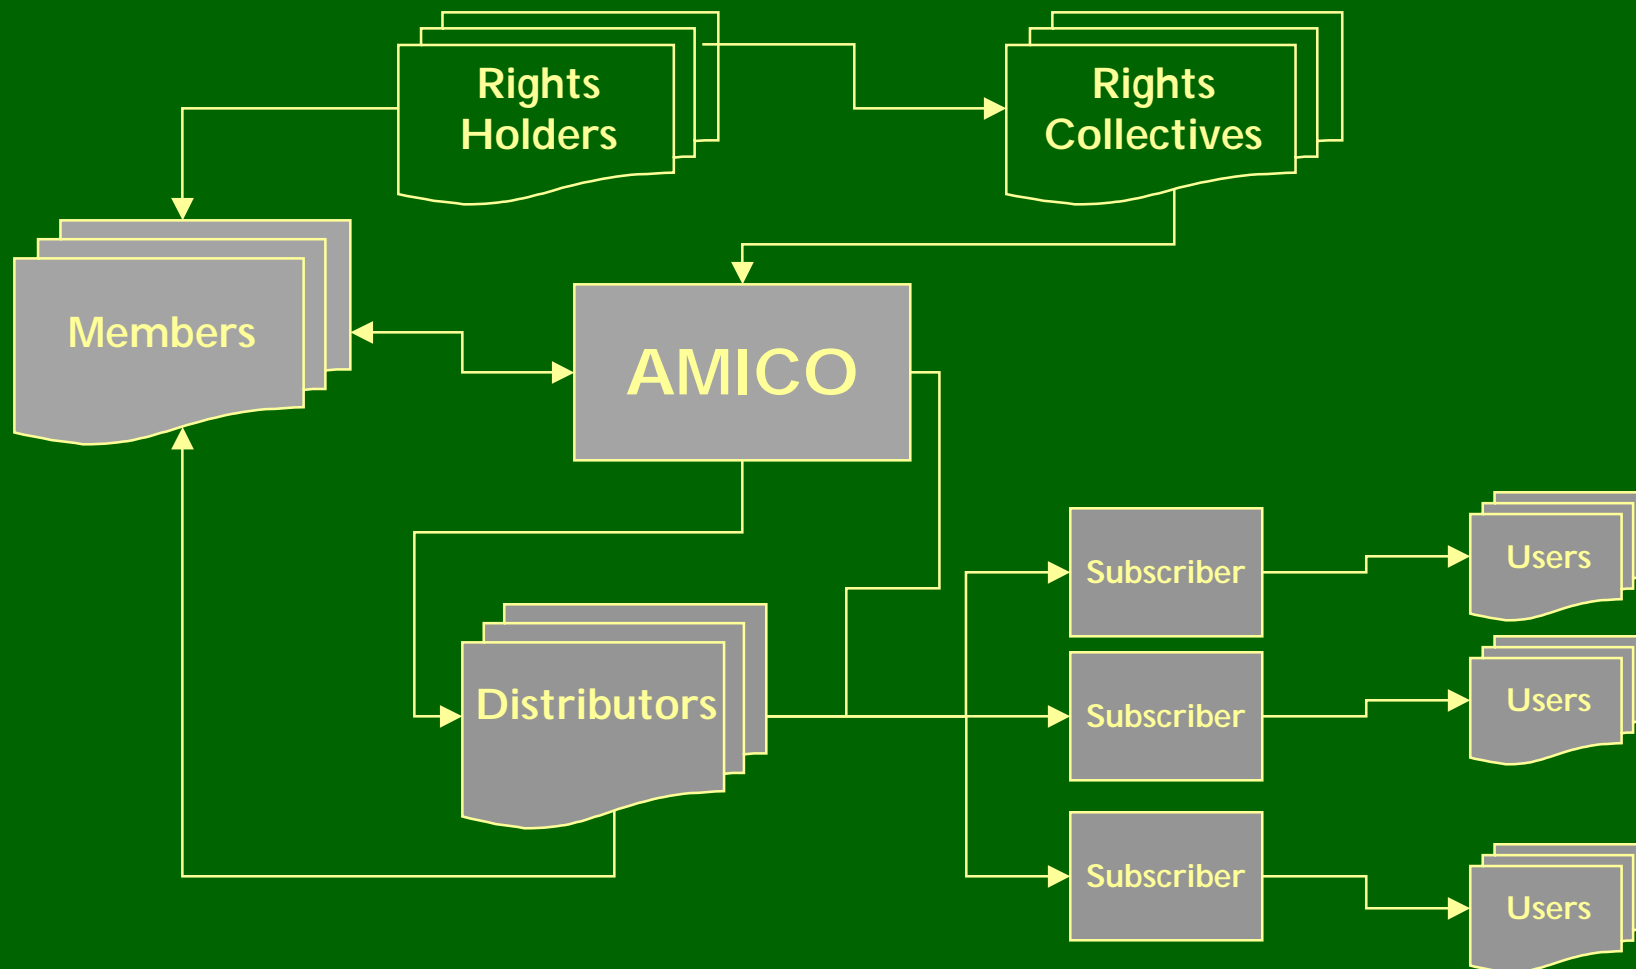 Rights
Holders
Rights
Collectives
Members
AMICO
Distributors
Subscriber
Users
Subscriber
Users
Subscriber
Users